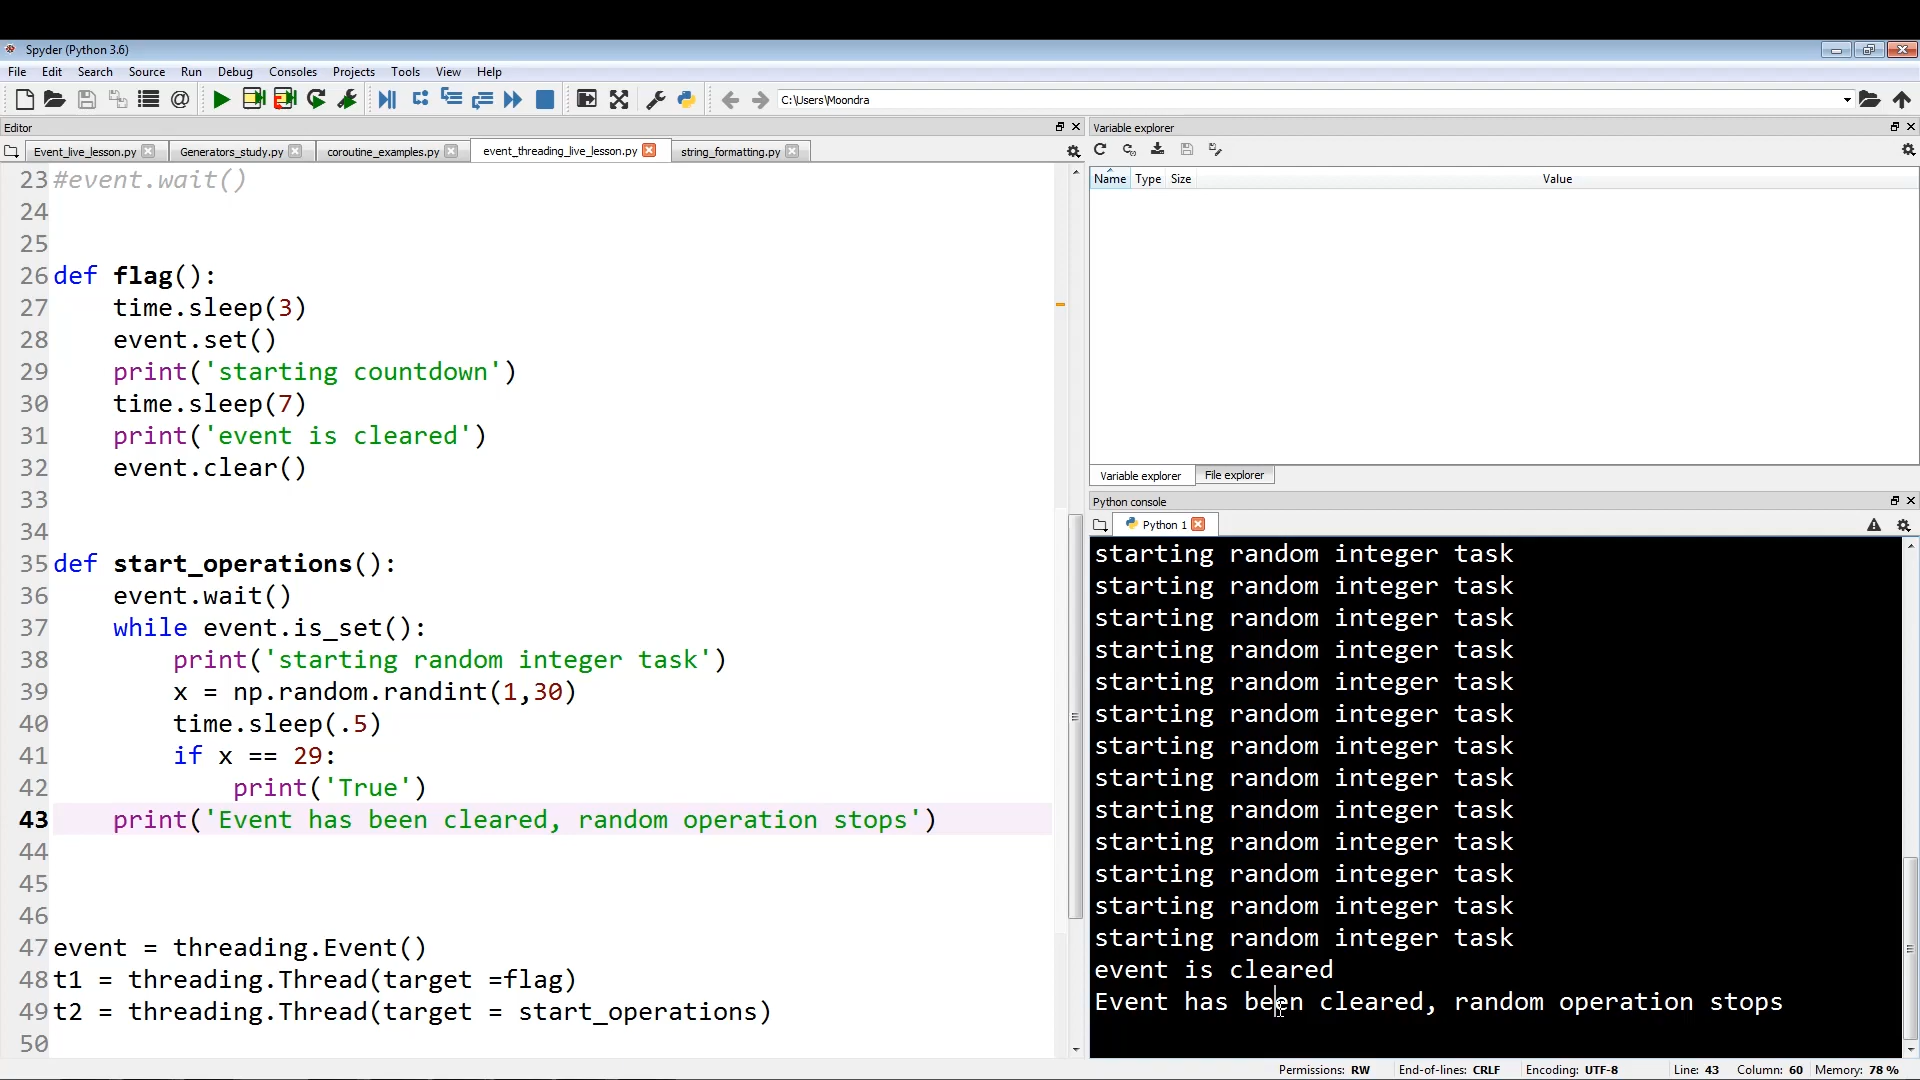 Spyder (Python 3.6)
File Edit Search Source Run Debug Consoles Projects Tools View Help
C:\Users\Moondra
Editor
Event_live_lesson.py Generators_study.py coroutine_examples.py event_threading_live_lesson.py string_formatting.py
23 #event.wait()
24
25
26 def flag():
27     time.sleep(3)
28     event.set()
29     print('starting countdown')
30     time.sleep(7)
31     print('event is cleared')
32     event.clear()
33
34
35 def start_operations():
36     event.wait()
37     while event.is_set():
38         print('starting random integer task')
39         x = np.random.randint(1,30)
40         time.sleep(.5)
41         if x == 29:
42             print('True')
43     print('Event has been cleared, random operation stops')
44
45
46
47 event = threading.Event()
48 t1 = threading.Thread(target =flag)
49 t2 = threading.Thread(target = start_operations)
50
Variable explorer
Name Type Size Value
Variable explorer File explorer
Python console
Python 1
starting random integer task
starting random integer task
starting random integer task
starting random integer task
starting random integer task
starting random integer task
starting random integer task
starting random integer task
starting random integer task
starting random integer task
starting random integer task
starting random integer task
starting random integer task
event is cleared
Event has been cleared, random operation stops
Permissions: RW End-of-lines: CRLF Encoding: UTF-8 Line: 43 Column: 60 Memory: 78 %